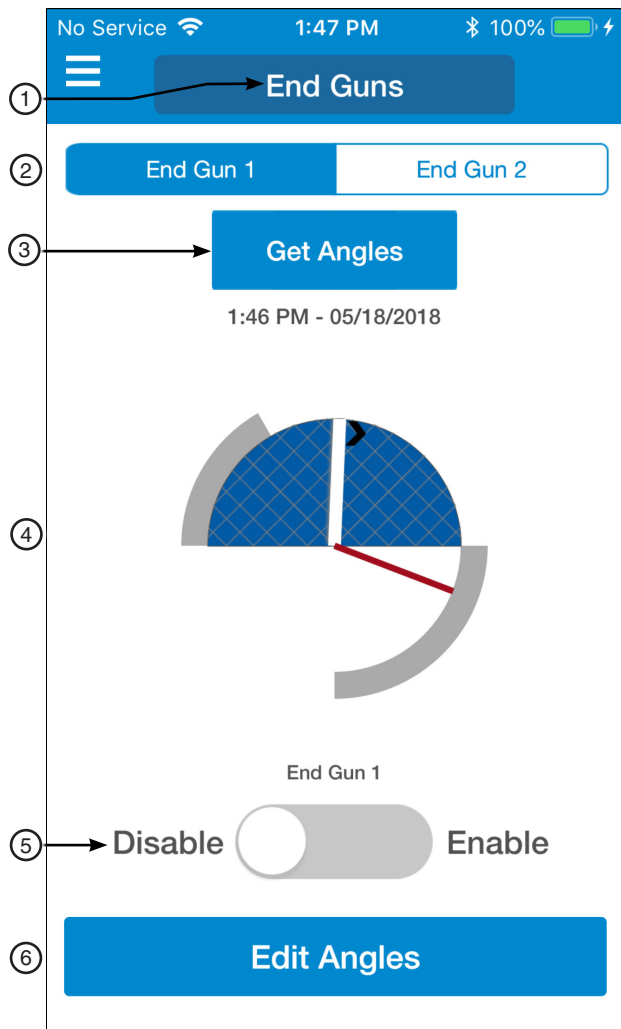 No Service 1:47 PM 100%
1 End Guns
2 End Gun 1 End Gun 2
3 Get Angles
1:46 PM - 05/18/2018
4
End Gun 1
5 Disable Enable
6 Edit Angles